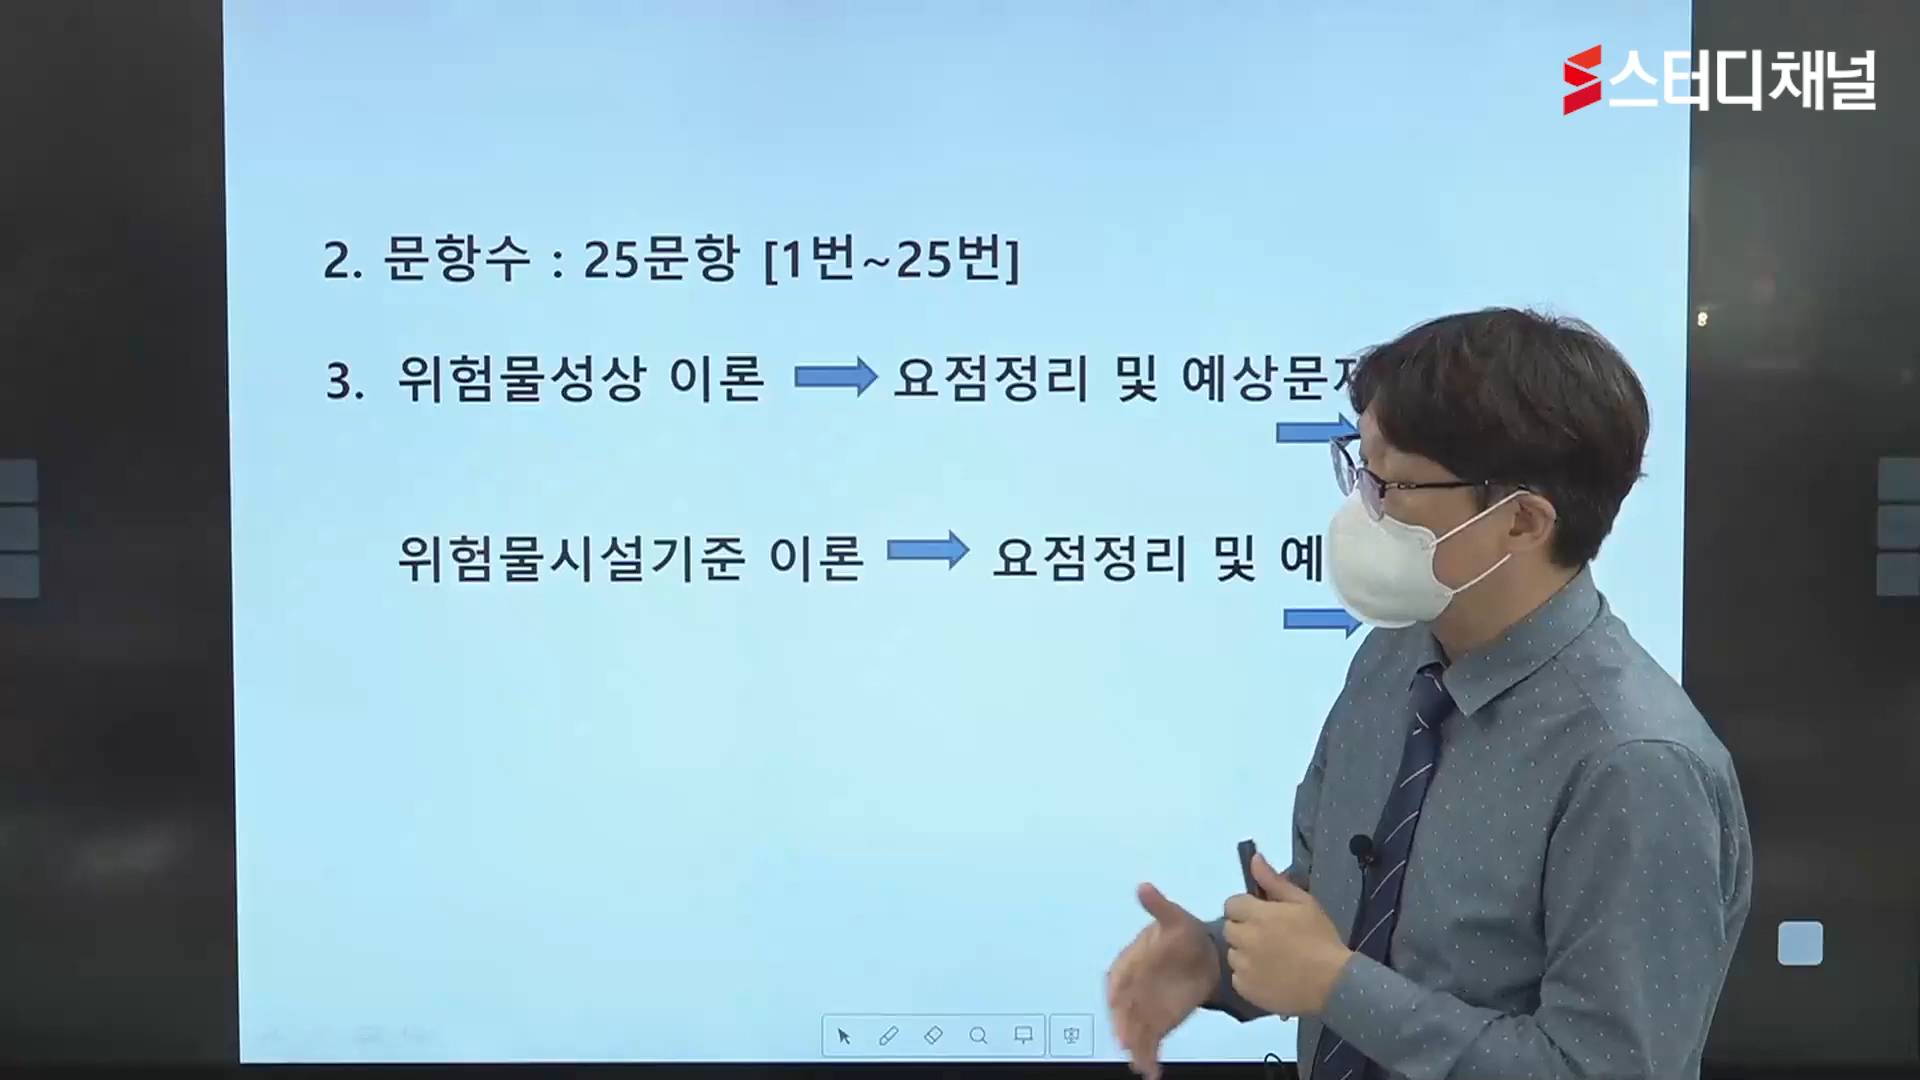 스터디채널
2. 문항수 : 25문항 [1번~25번]
3. 위험물성상 이론 요점정리 및 예상문
위험물시설기준 이론 요점정리 및 예